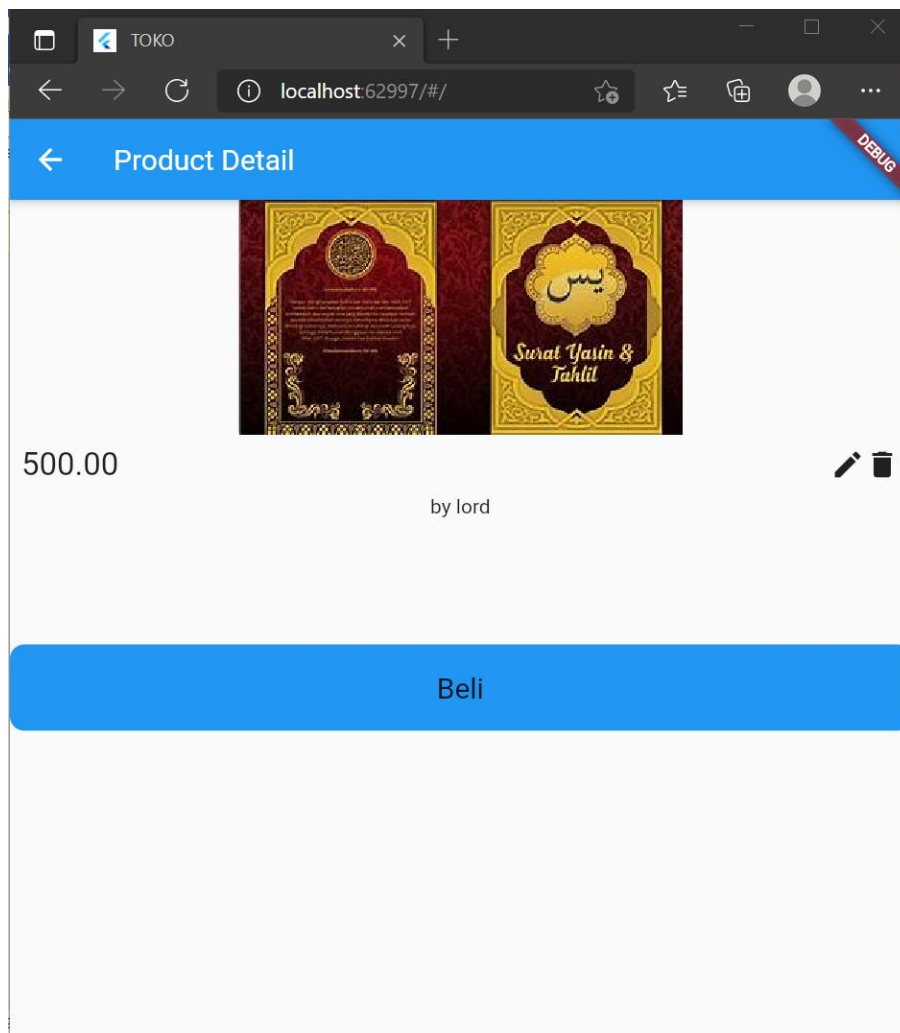 TOKO
localhost:62997/#/
Product Detail
DEBUG
يس
Surat Yasin &
Tahlil
500.00
by lord
Beli